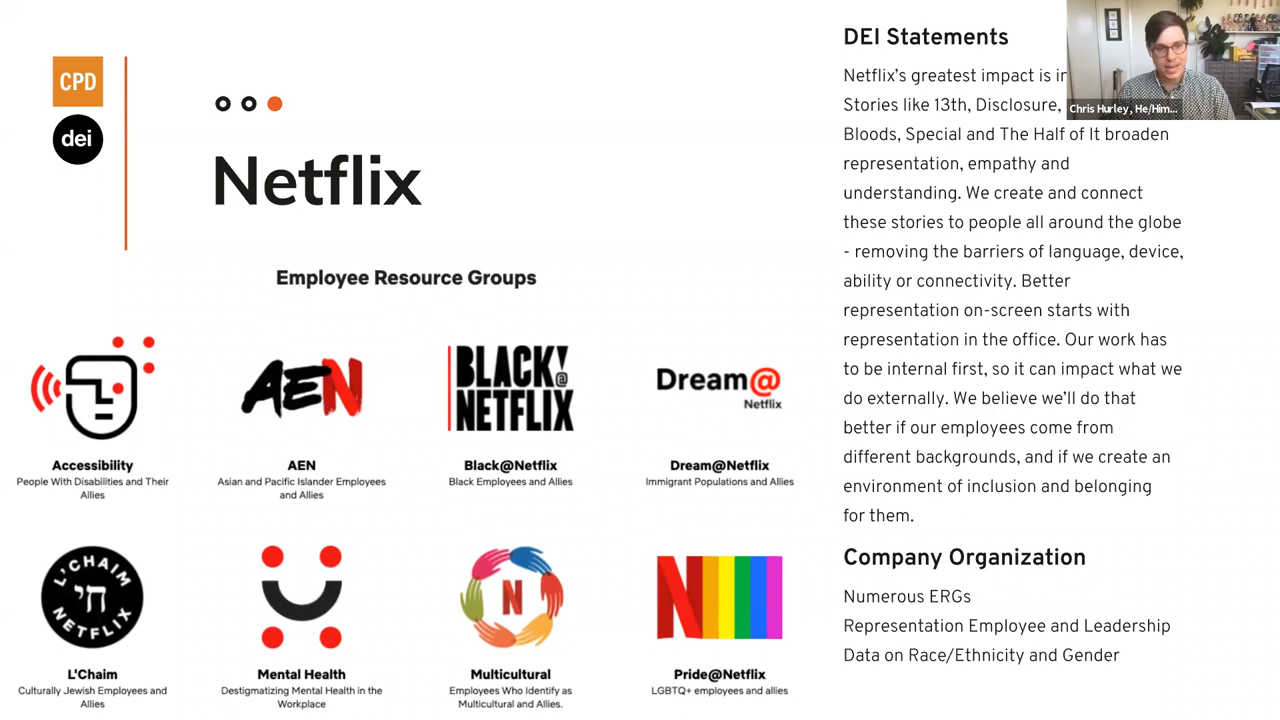 CPD
dei
Netflix
Employee Resource Groups
AEN
BLACK!
@
NETFLIX
Dream@
Netflix
Accessibility
People With Disabilities and Their
Allies
AEN
Asian and Pacific Islander Employees
and Allies
Black@Netflix
Black Employees and Allies
Dream@Netflix
Immigrant Populations and Allies
L'CHAIM
חי
NETFLIX
N
N
L'Chaim
Culturally Jewish Employees and
Allies
Mental Health
Destigmatizing Mental Health in the
Workplace
Multicultural
Employees Who Identify as
Multicultural and Allies.
Pride@Netflix
LGBTQ+ employees and allies
DEI Statements
Netflix’s greatest impact is
Stories like 13th, Disclosure,
Bloods, Special and The Half of It broaden
representation, empathy and
understanding. We create and connect
these stories to people all around the globe
- removing the barriers of language, device,
ability or connectivity. Better
representation on-screen starts with
representation in the office. Our work has
to be internal first, so it can impact what we
do externally. We believe we’ll do that
better if our employees come from
different backgrounds, and if we create an
environment of inclusion and belonging
for them.
Company Organization
Numerous ERGs
Representation Employee and Leadership
Data on Race/Ethnicity and Gender
Chris Hurley, He/Him...